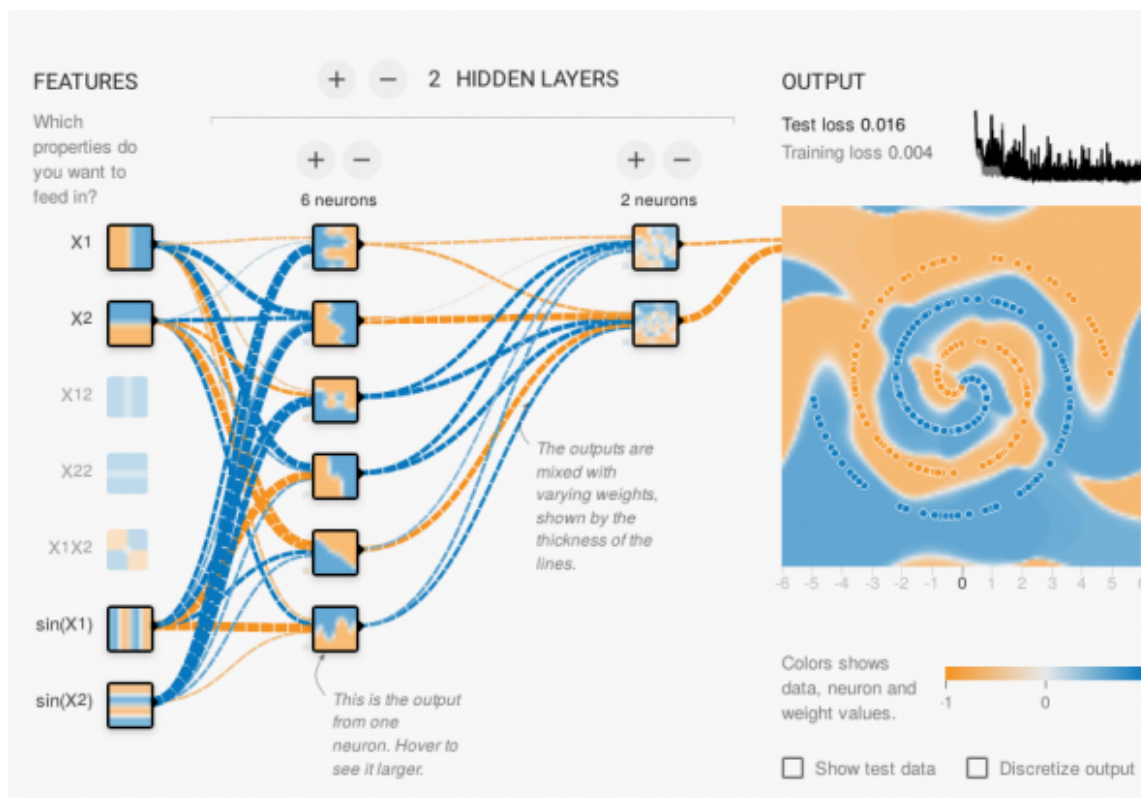 FEATURES
Which
properties do
you want to
feed in?
+ − 2 HIDDEN LAYERS
+ −
6 neurons
+ −
2 neurons
X1
X2
X12
X22
X1X2
sin(X1)
sin(X2)
The outputs are
mixed with
varying weights,
shown by the
thickness of the
lines.
This is the output
from one
neuron. Hover to
see it larger.
OUTPUT
Test loss 0.016
Training loss 0.004
-6 -5 -4 -3 -2 -1 0 1 2 3 4 5
Colors shows
data, neuron and
weight values.
-1 0
Show test data
Discretize output